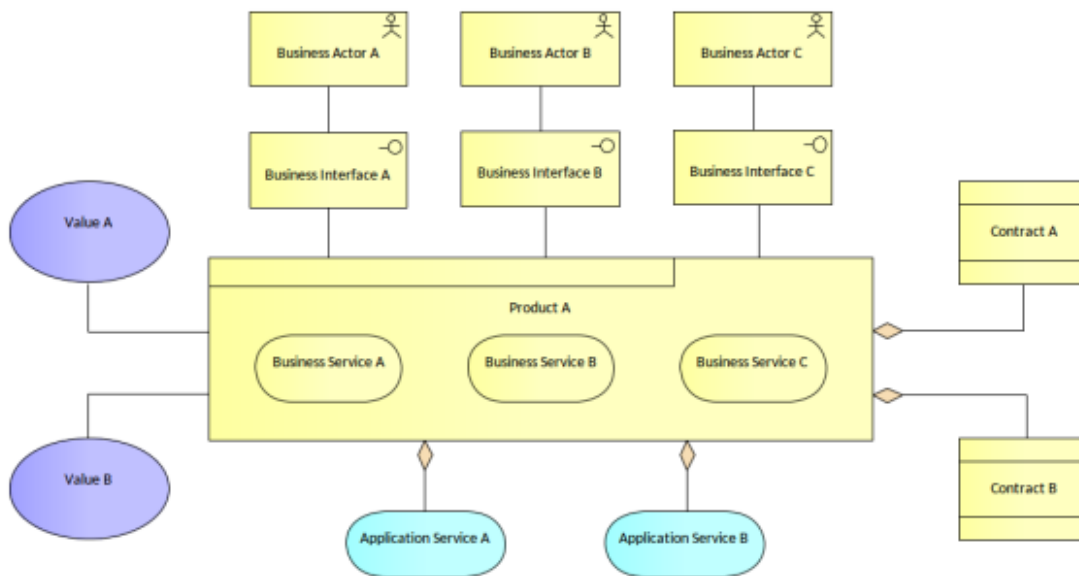 Business Actor A
Business Actor B
Business Actor C
Business Interface A
Business Interface B
Business Interface C
Value A
Contract A
Product A
Business Service A
Business Service B
Business Service C
Value B
Contract B
Application Service A
Application Service B